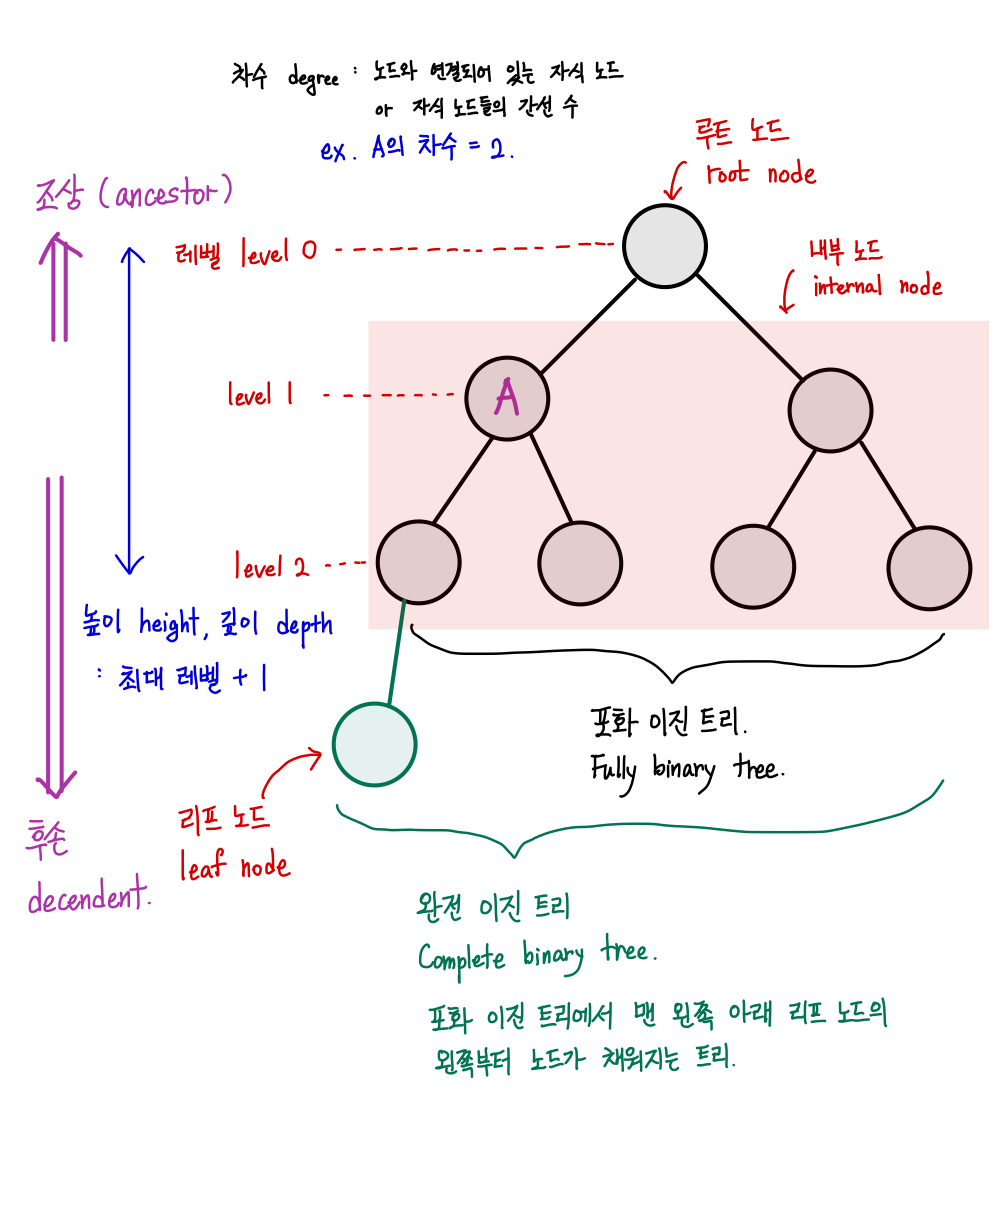 차수 degree : 노드와 연결되어 있는 자식 노드
or 자식 노드들의 간선 수
ex. A의 차수 = 2.
루트 노드
root node
조상 (ancestor)
레벨 level 0
내부 노드
internal node
level 1
A
level 2
높이 height, 깊이 depth
: 최대 레벨 + 1
포화 이진 트리.
Fully binary tree.
리프 노드
leaf node
후손
decendent.
완전 이진 트리
Complete binary tree.
포화 이진 트리에서 맨 왼쪽 아래 리프 노드의
왼쪽부터 노드가 채워지는 트리.